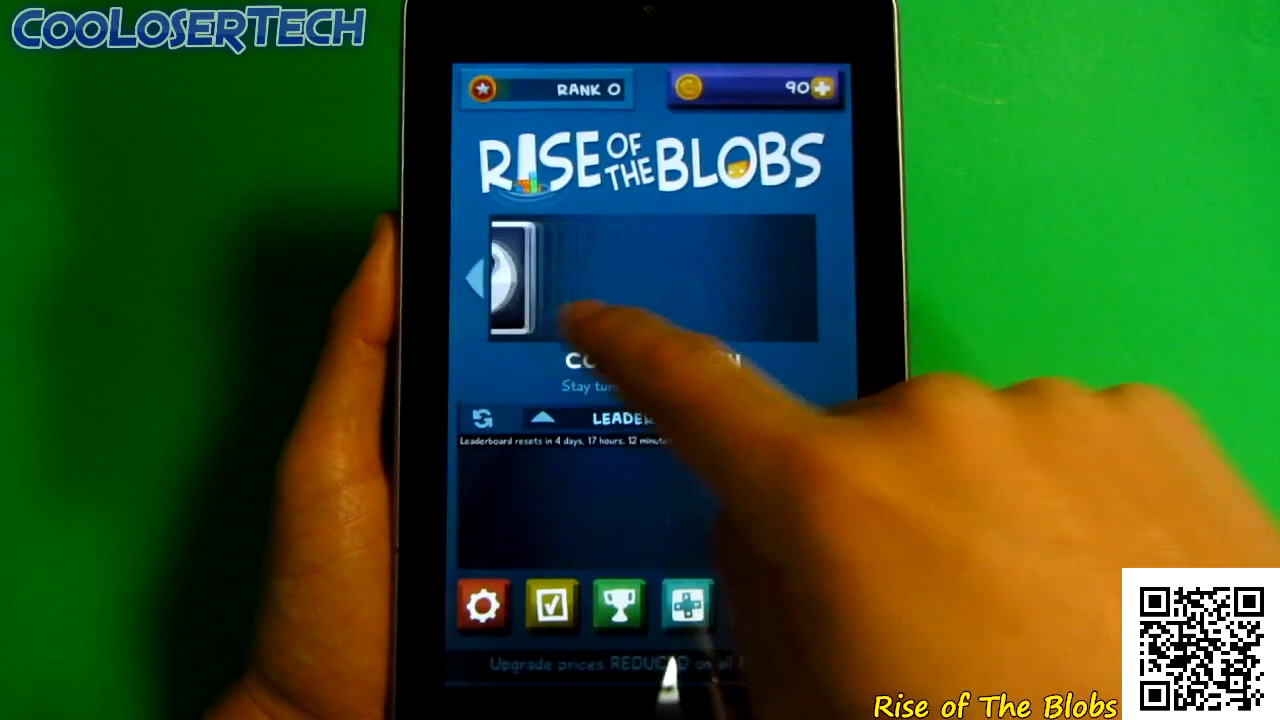 COOLOSERTECH
RANK 0
90
RISE OF THE BLOBS
Stay
LEADER
Leaderboard resets in 4 days, 17 hours, 12
Upgrade prices REDUCED on all
Rise of The Blobs